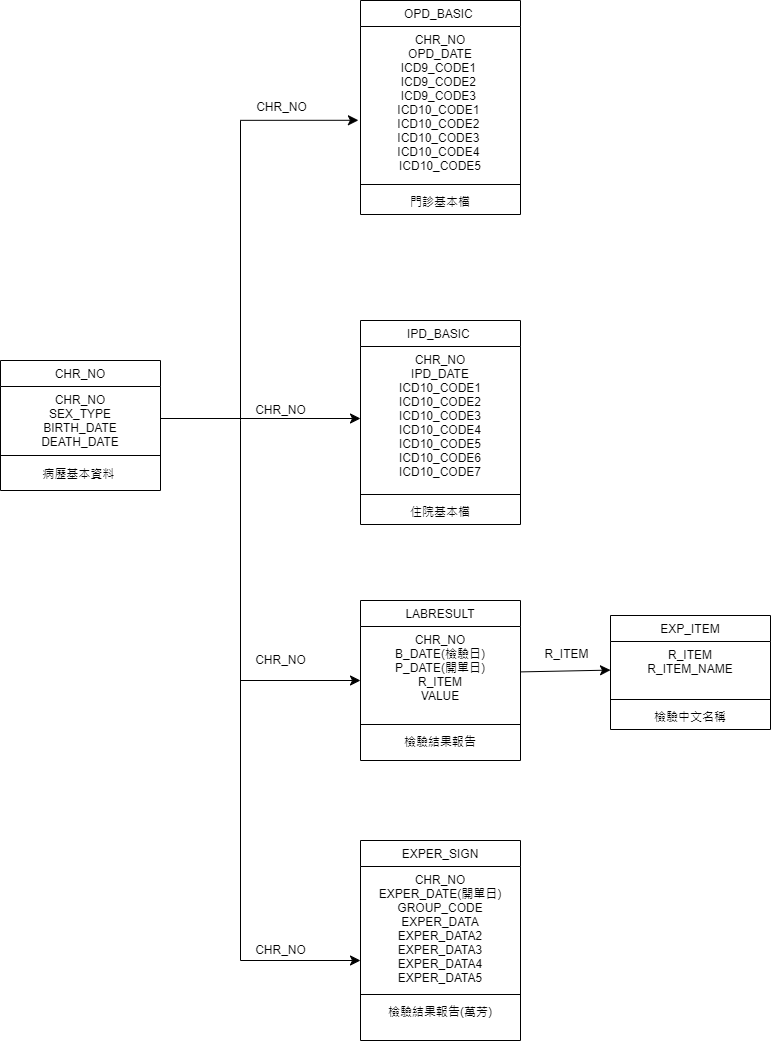 OPD_BASIC
CHR_NO
OPD_DATE
ICD9_CODE1
ICD9_CODE2
ICD9_CODE3
ICD10_CODE1
ICD10_CODE2
ICD10_CODE3
ICD10_CODE4
ICD10_CODE5
門診基本檔
CHR_NO
IPD_BASIC
CHR_NO
IPD_DATE
ICD10_CODE1
ICD10_CODE2
ICD10_CODE3
ICD10_CODE4
ICD10_CODE5
ICD10_CODE6
ICD10_CODE7
住院基本檔
CHR_NO
CHR_NO
CHR_NO
SEX_TYPE
BIRTH_DATE
DEATH_DATE
病歷基本資料
CHR_NO
LABRESULT
CHR_NO
B_DATE(檢驗日)
P_DATE(開單日)
R_ITEM
VALUE
檢驗結果報告
R_ITEM
EXP_ITEM
R_ITEM
R_ITEM_NAME
檢驗中文名稱
CHR_NO
EXPER_SIGN
CHR_NO
EXPER_DATE(開單日)
GROUP_CODE
EXPER_DATA
EXPER_DATA2
EXPER_DATA3
EXPER_DATA4
EXPER_DATA5
檢驗結果報告(萬芳)